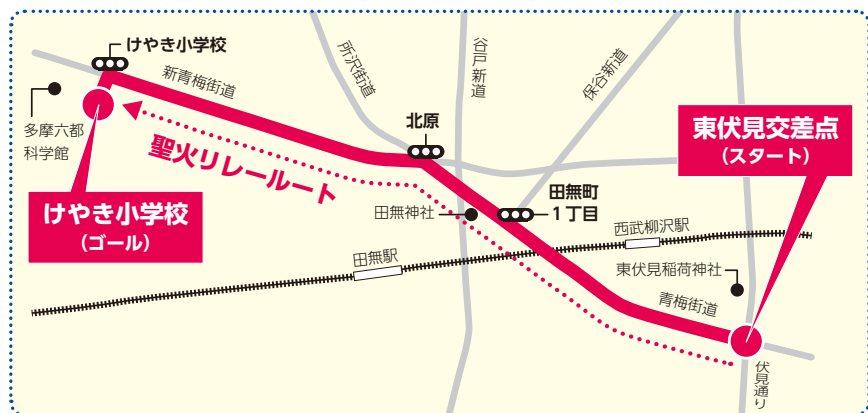 けやき小学校
新青梅街道
多摩六都
科学館
聖火リレールート
けやき小学校
(ゴール)
所沢街道
谷戸新道
保谷新道
北原
東伏見交差点
(スタート)
田無町
1丁目
田無神社
西武柳沢駅
田無駅
東伏見稲荷神社
青梅街道
伏見通り